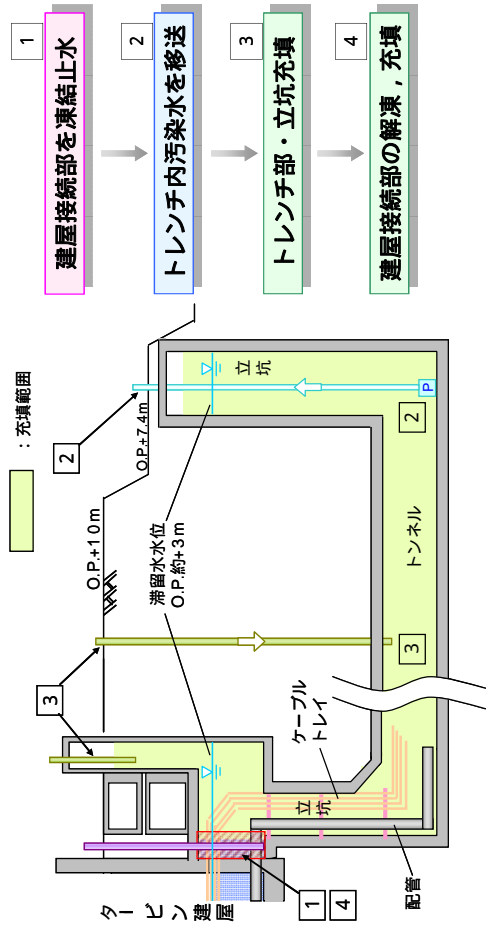 1
建屋接続部を凍結止水
2
トレンチ内汚染水を移送
3
トレンチ部・立坑充填
4
建屋接続部の解凍，充填
：充填範囲
O.P.+10m
O.P.+7.4m
2
3
滞留水水位
O.P.約+3m
立坑
P
2
トンネル
3
ケーブル
トレイ
立坑
配管
タービン建屋
1
4